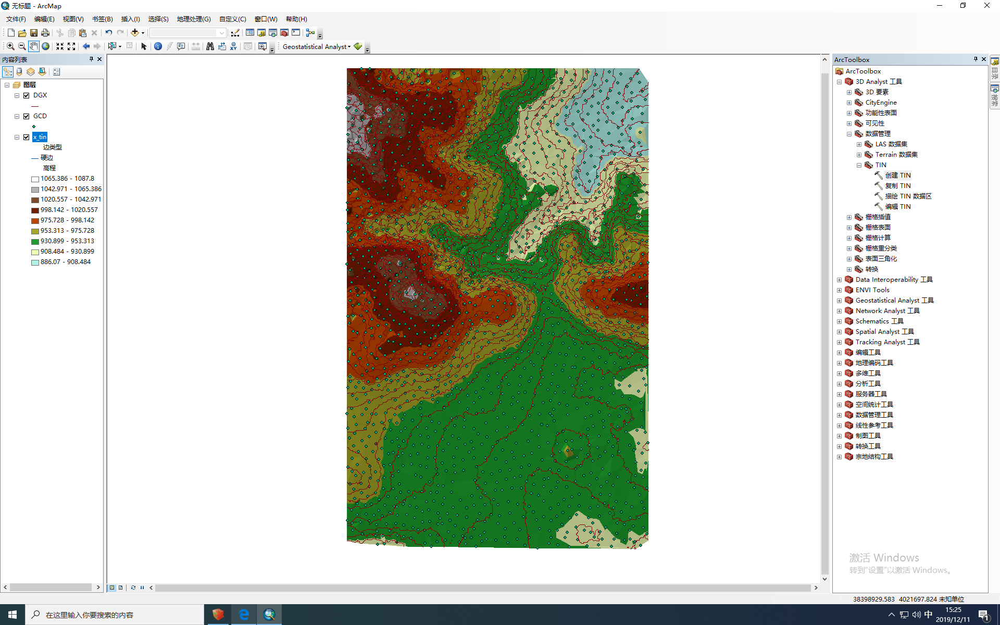 无标题 - ArcMap
文件(F) 编辑(E) 视图(V) 书签(B) 插入(I) 选择(S) 地理处理(G) 自定义(C) 窗口(W) 帮助(H)
Geostatistical Analyst
内容列表
图层
DGX
GCD
x_tin
边类型
硬边
高程
1065.386 - 1087.8
1042.971 - 1065.386
1020.557 - 1042.971
998.142 - 1020.557
975.728 - 998.142
953.313 - 975.728
930.899 - 953.313
908.484 - 930.899
886.07 - 908.484
ArcToolbox
ArcToolbox
3D Analyst 工具
3D 要素
CityEngine
功能性表面
可见性
数据管理
LAS 数据集
Terrain 数据集
TIN
创建 TIN
复制 TIN
描绘 TIN 数据区
编辑 TIN
栅格插值
栅格表面
栅格计算
栅格重分类
表面三角化
转换
Data Interoperability 工具
ENVI Tools
Geostatistical Analyst 工具
Network Analyst 工具
Schematics 工具
Spatial Analyst 工具
Tracking Analyst 工具
编辑工具
地理编码工具
多维工具
分析工具
服务器工具
空间统计工具
数据管理工具
线性参考工具
制图工具
转换工具
宗地结构工具
目录
搜索
激活 Windows
转到“设置”以激活 Windows。
38398929.583 4021697.824 未知单位
在这里输入你要搜索的内容
中
15:25
2019/12/11
1